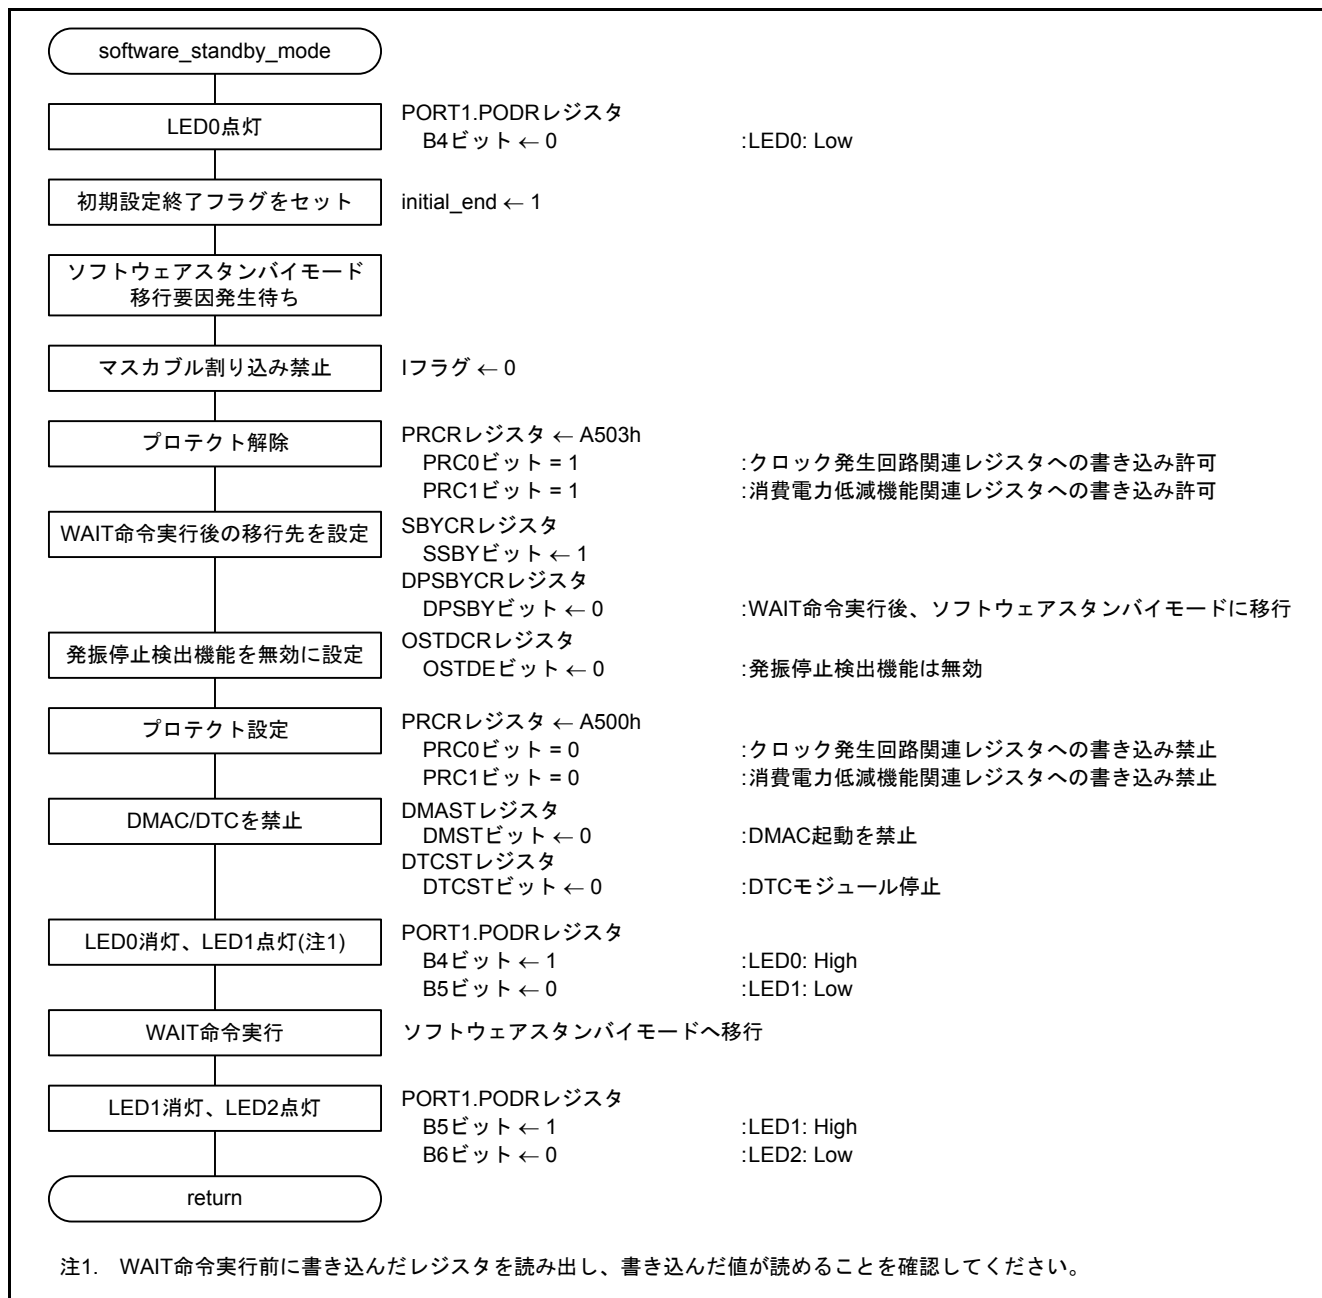 software_standby_mode
LED0点灯
PORT1.PODRレジスタ
B4ビット ← 0 :LED0: Low
初期設定終了フラグをセット
initial_end ← 1
ソフトウェアスタンバイモード
移行要因発生待ち
マスカブル割り込み禁止
Iフラグ ← 0
プロテクト解除
PRCRレジスタ ← A503h
PRC0ビット = 1 :クロック発生回路関連レジスタへの書き込み許可
PRC1ビット = 1 :消費電力低減機能関連レジスタへの書き込み許可
WAIT命令実行後の移行先を設定
SBYCRレジスタ
SSBYビット ← 1
DPSBYCRレジスタ
DPSBYビット ← 0 :WAIT命令実行後、ソフトウェアスタンバイモードに移行
発振停止検出機能を無効に設定
OSTDCRレジスタ
OSTDEビット ← 0 :発振停止検出機能は無効
プロテクト設定
PRCRレジスタ ← A500h
PRC0ビット = 0 :クロック発生回路関連レジスタへの書き込み禁止
PRC1ビット = 0 :消費電力低減機能関連レジスタへの書き込み禁止
DMAC/DTCを禁止
DMASTレジスタ
DMSTビット ← 0 :DMAC起動を禁止
DTCSTレジスタ
DTCSTビット ← 0 :DTCモジュール停止
LED0消灯、LED1点灯(注1)
PORT1.PODRレジスタ
B4ビット ← 1 :LED0: High
B5ビット ← 0 :LED1: Low
WAIT命令実行
ソフトウェアスタンバイモードへ移行
LED1消灯、LED2点灯
PORT1.PODRレジスタ
B5ビット ← 1 :LED1: High
B6ビット ← 0 :LED2: Low
return
注1. WAIT命令実行前に書き込んだレジスタを読み出し、書き込んだ値が読めることを確認してください。